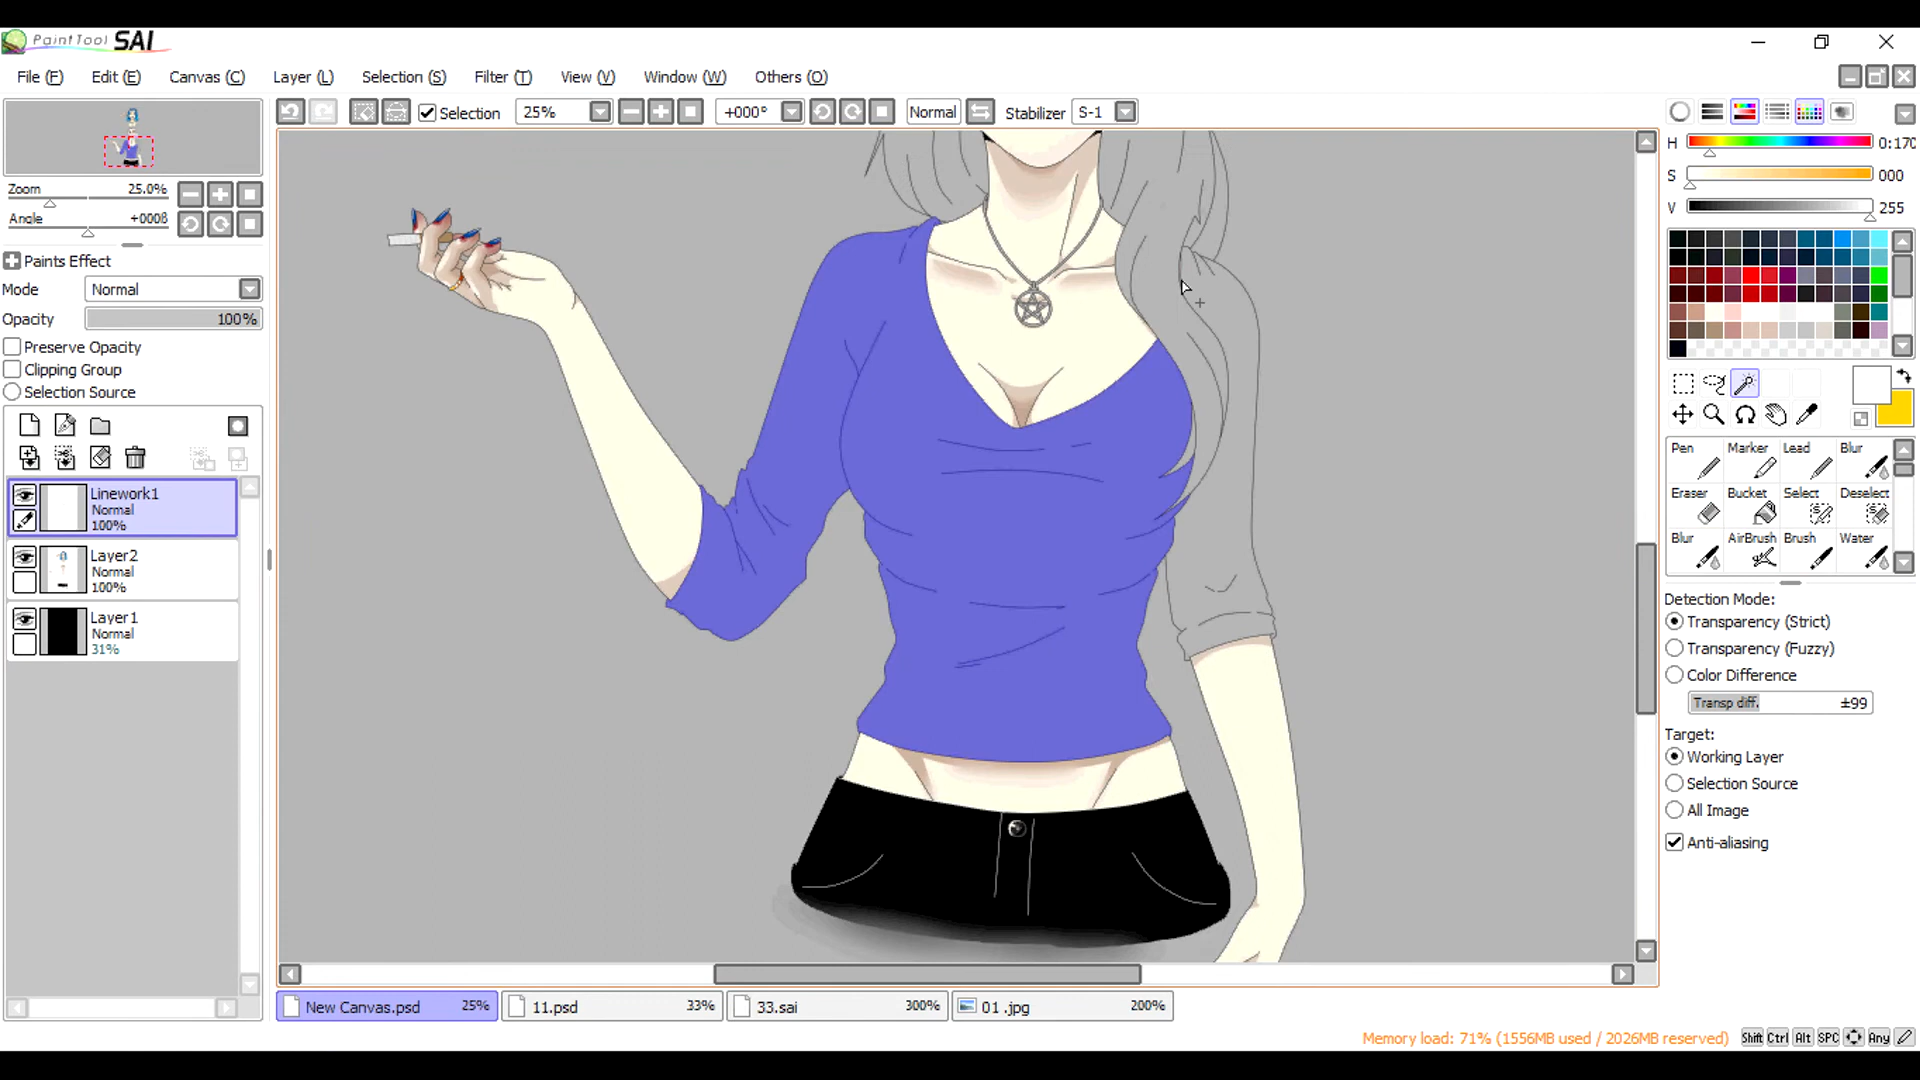 PaintTool SAI
File (F) Edit (E) Canvas (C) Layer (L) Selection (S) Filter (T) View (V) Window (W) Others (O)
Selection 25% +000° Normal Stabilizer S-1
Zoom 25.0%
Angle +000ß
Paints Effect
Mode Normal
Opacity 100%
Preserve Opacity
Clipping Group
Selection Source
Linework1
Normal
100%
Layer2
Normal
100%
Layer1
Normal
31%
H 0:170
S 000
V 255
Pen Marker Lead Blur
Eraser Bucket Select Deselect
Blur AirBrush Brush Water
Detection Mode:
Transparency (Strict)
Transparency (Fuzzy)
Color Difference
Transp diff. ±99
Target:
Working Layer
Selection Source
All Image
Anti-aliasing
New Canvas.psd 25% 11.psd 33% 33.sai 300% 01 .jpg 200%
Memory load: 71% (1556MB used / 2026MB reserved) Shift Ctrl Alt SPC Any